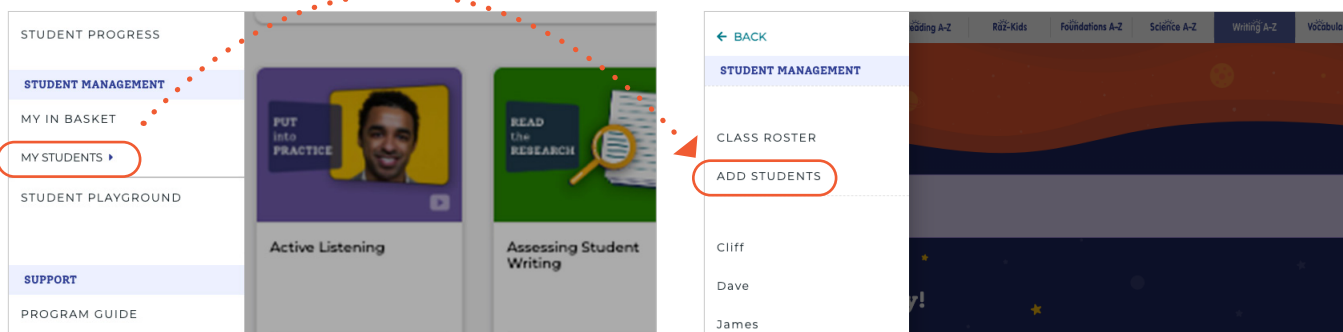 STUDENT PROGRESS
STUDENT MANAGEMENT
MY IN BASKET
MY STUDENTS
STUDENT PLAYGROUND
SUPPORT
PROGRAM GUIDE
PUT
into
PRACTICE
Active Listening
READ
the
RESEARCH
Assessing Student
Writing
← BACK
STUDENT MANAGEMENT
CLASS ROSTER
ADD STUDENTS
Cliff
Dave
James
eading A-Z
Raz-Kids
Foundations A-Z
Science A-Z
Writing A-Z
Vocabula
y!